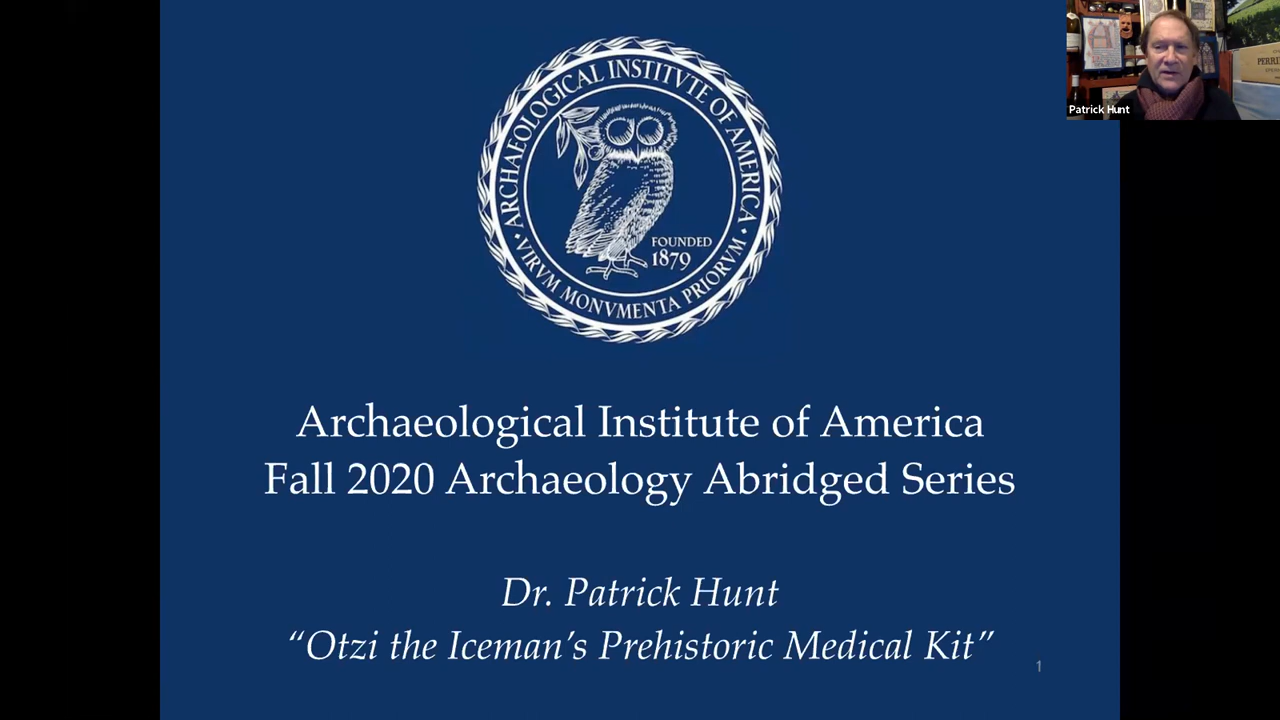 ARCHAEOLOGICAL INSTITVTE OF AMERICA
VIRVM MONVMENTA PRIORVM
FOUNDED
1879
Patrick Hunt
Archaeological Institute of America
Fall 2020 Archaeology Abridged Series
Dr. Patrick Hunt
“Otzi the Iceman’s Prehistoric Medical Kit”
1